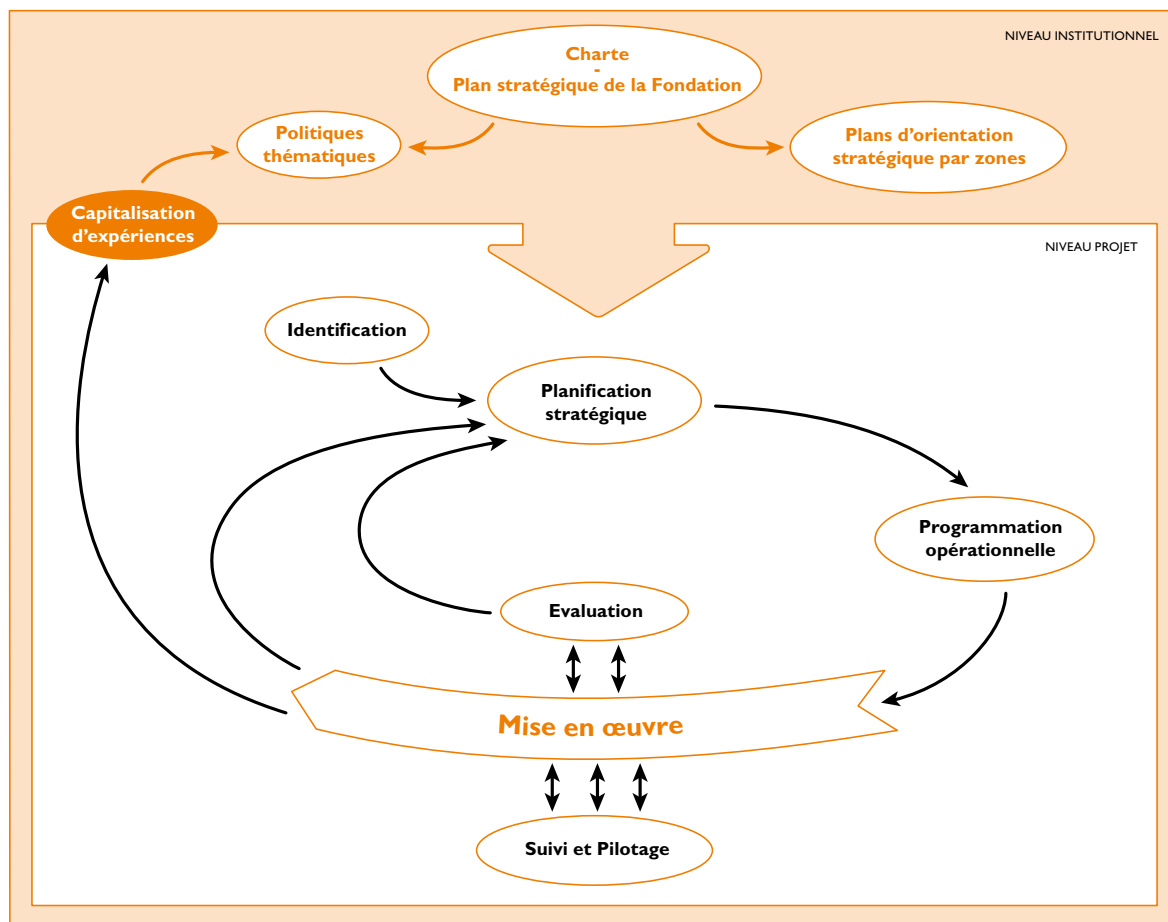 NIVEAU INSTITUTIONNEL
Charte
-
Plan stratégique de la Fondation
Politiques
thématiques
Plans d'orientation
stratégique par zones
Capitalisation
d'expériences
NIVEAU PROJET
Identification
Planification
stratégique
Programmation
opérationnelle
Evaluation
Mise en œuvre
Suivi et Pilotage